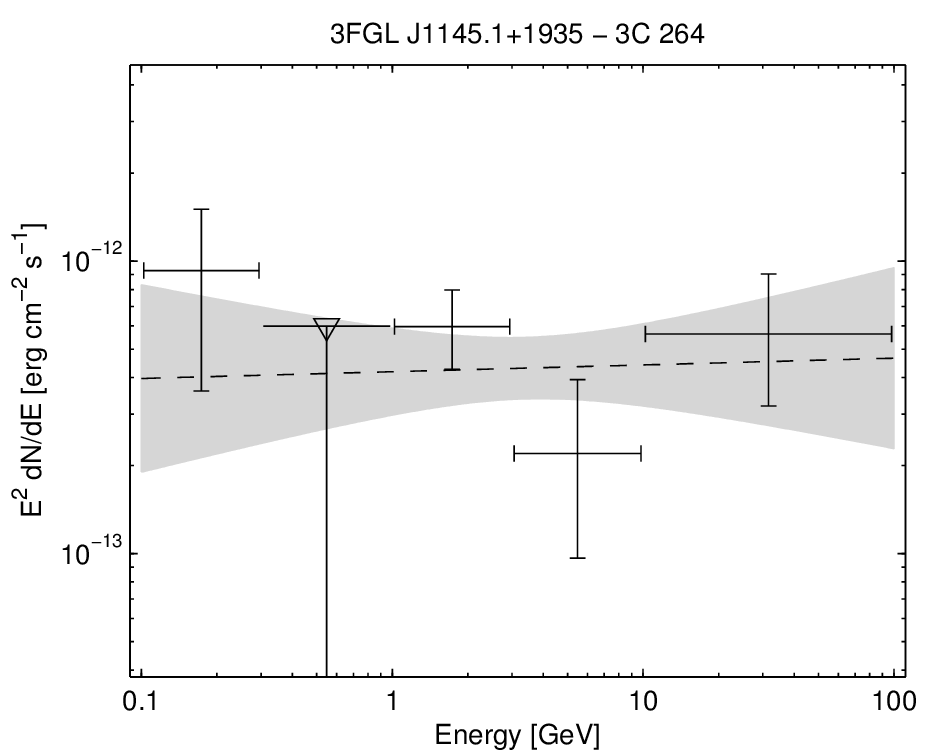 3FGL J1145.1+1935 − 3C 264
E² dN/dE [erg cm⁻² s⁻¹]
10⁻¹²
10⁻¹³
0.1 1 10 100
Energy [GeV]